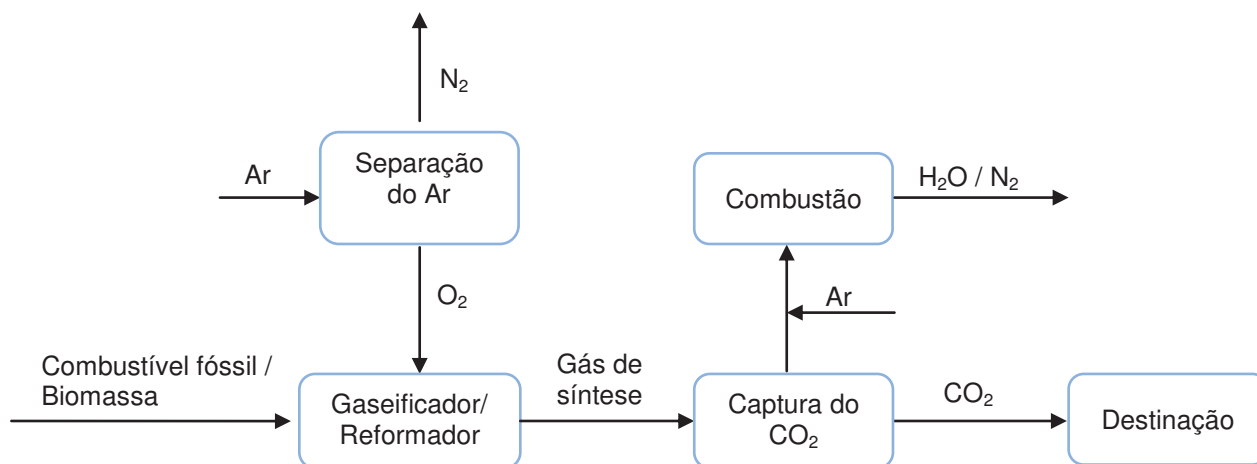 N₂
Ar
Separação
do Ar
Combustão
H₂O / N₂
O₂
Ar
Combustível fóssil /
Biomassa
Gaseificador/
Reformador
Gás de
síntese
Captura do
CO₂
CO₂
Destinação